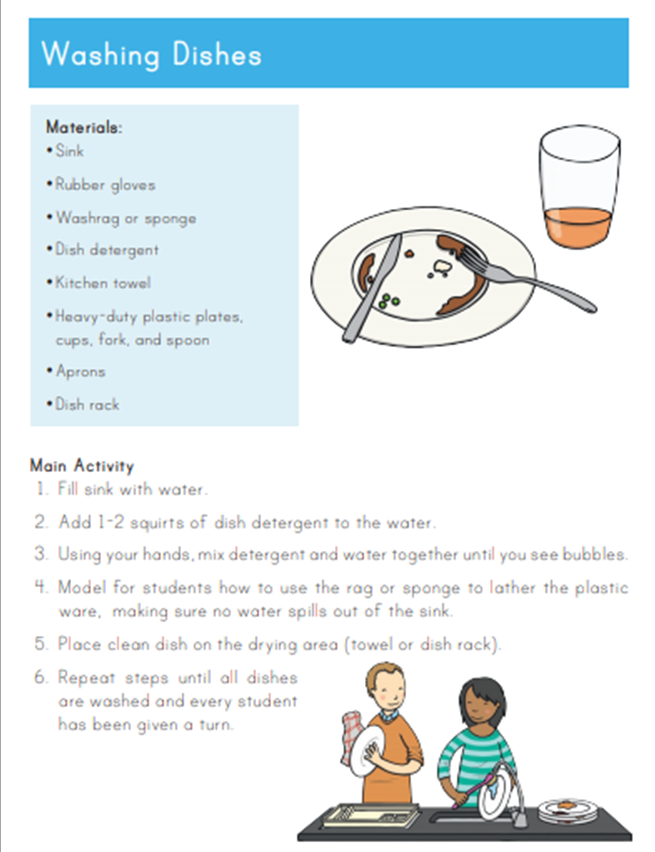 Washing Dishes
Materials:
• Sink
• Rubber gloves
• Washrag or sponge
• Dish detergent
• Kitchen towel
• Heavy-duty plastic plates,
cups, fork, and spoon
• Aprons
• Dish rack
Main Activity
1. Fill sink with water.
2. Add 1-2 squirts of dish detergent to the water.
3. Using your hands, mix detergent and water together until you see bubbles.
4. Model for students how to use the rag or sponge to lather the plastic
ware, making sure no water spills out of the sink.
5. Place clean dish on the drying area (towel or dish rack).
6. Repeat steps until all dishes
are washed and every student
has been given a turn.